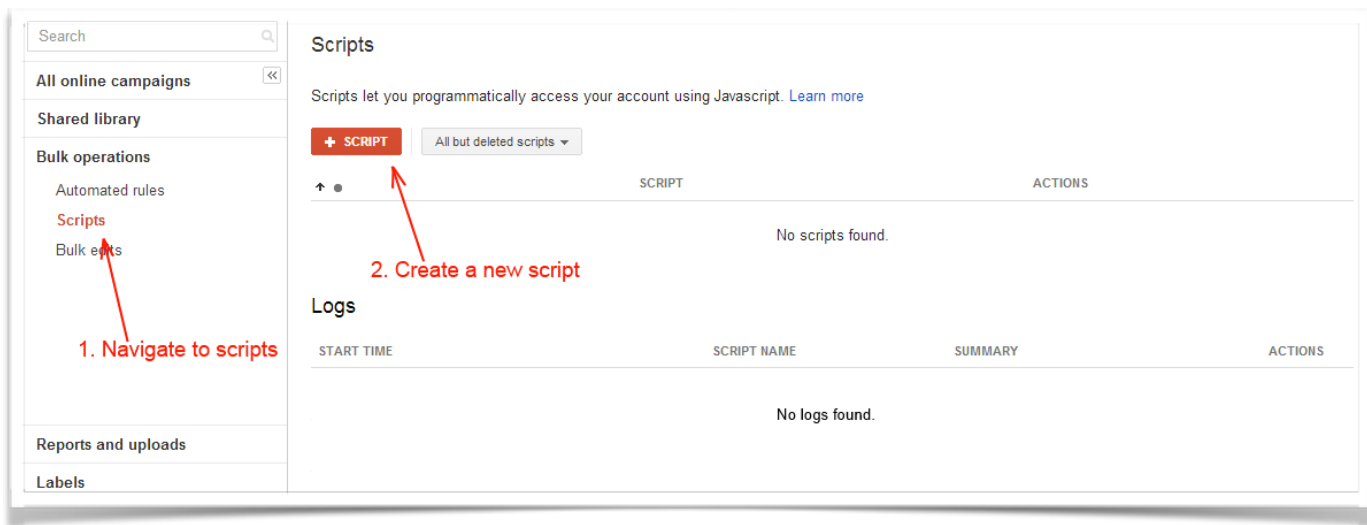 Search
All online campaigns
Shared library
Bulk operations
Automated rules
Scripts
Bulk edits
1. Navigate to scripts
Reports and uploads
Labels
Scripts
Scripts let you programmatically access your account using Javascript. Learn more
+ SCRIPT All but deleted scripts
SCRIPT ACTIONS
No scripts found.
2. Create a new script
Logs
START TIME SCRIPT NAME SUMMARY ACTIONS
No logs found.